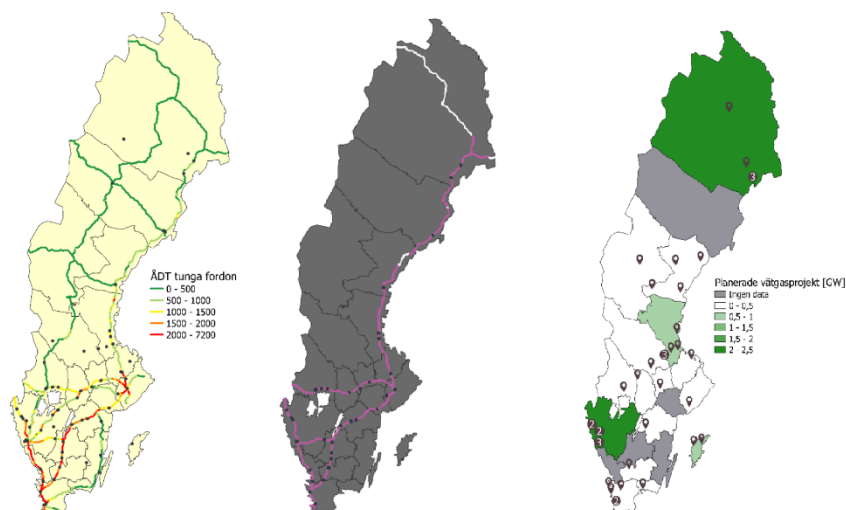 ÅDT tunga fordon
0 - 500
500 - 1000
1000 - 1500
1500 - 2000
2000 - 7200
Planerade vätgasprojekt [GW]
Ingen data
0 - 0,5
0,5 - 1
1 - 1,5
1,5 - 2
2 - 2,5
3
3
2
2
3
2